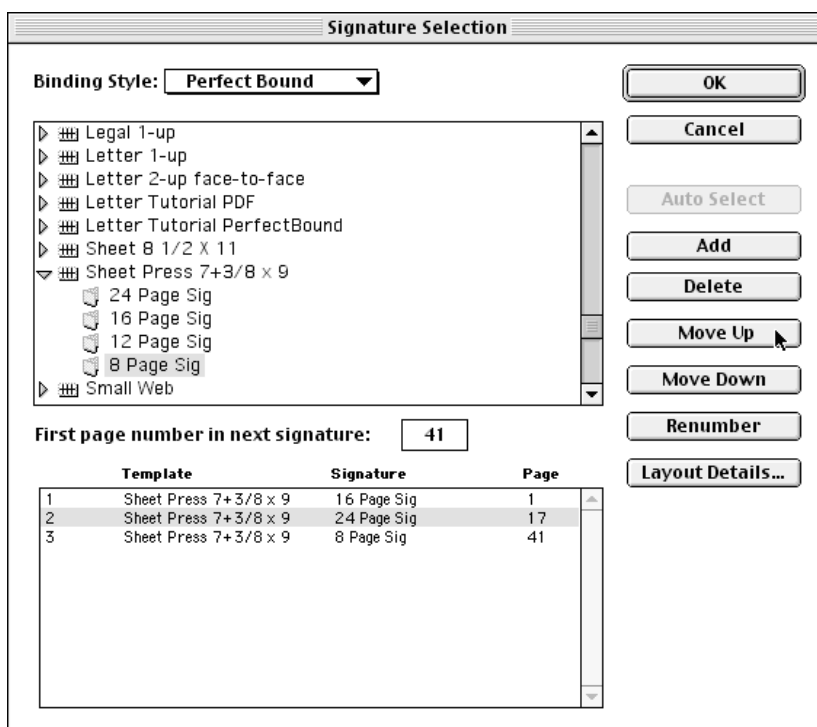 Signature Selection
Binding Style: Perfect Bound
OK
Cancel
Legal 1-up
Letter 1-up
Letter 2-up face-to-face
Letter Tutorial PDF
Letter Tutorial PerfectBound
Sheet 8 1/2 X 11
Sheet Press 7+3/8 x 9
24 Page Sig
16 Page Sig
12 Page Sig
8 Page Sig
Small Web
Auto Select
Add
Delete
Move Up
Move Down
Renumber
Layout Details...
First page number in next signature: 41
Template Signature Page
1 Sheet Press 7+3/8 x 9 16 Page Sig 1
2 Sheet Press 7+3/8 x 9 24 Page Sig 17
3 Sheet Press 7+3/8 x 9 8 Page Sig 41